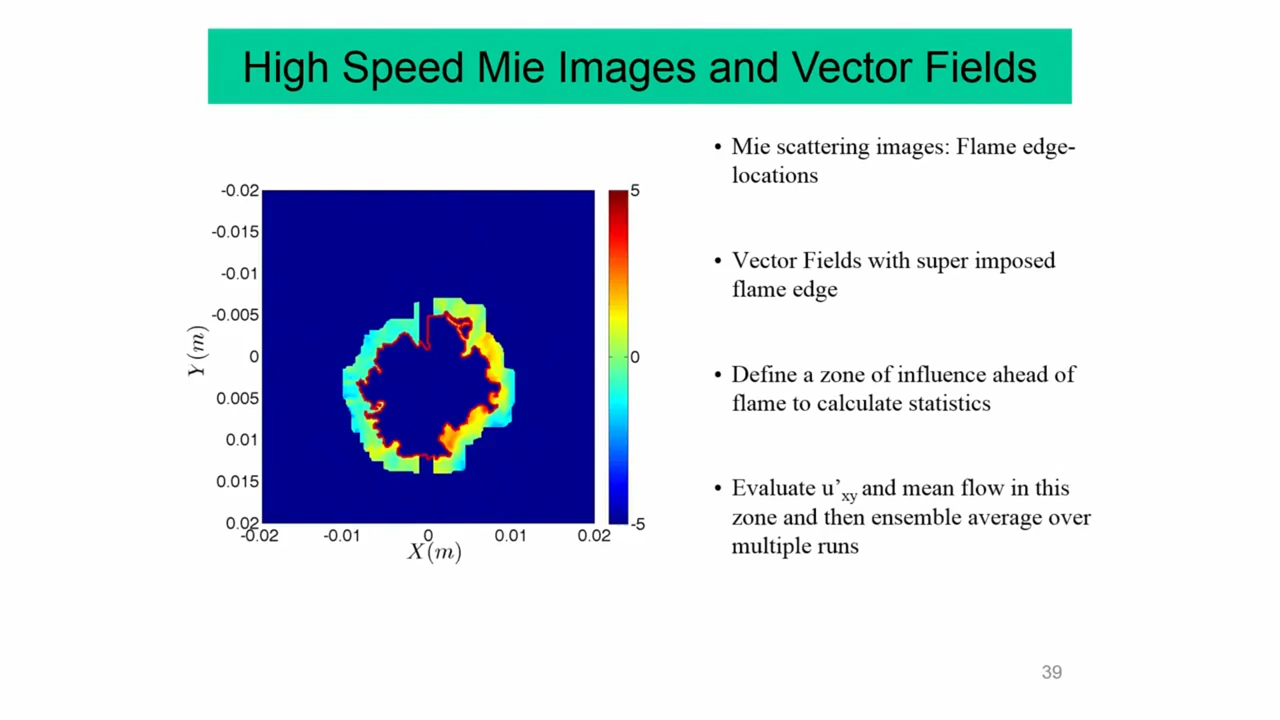 High Speed Mie Images and Vector Fields
• Mie scattering images: Flame edge-
locations
• Vector Fields with super imposed
flame edge
• Define a zone of influence ahead of
flame to calculate statistics
• Evaluate u’xy and mean flow in this
zone and then ensemble average over
multiple runs
-0.02
-0.015
-0.01
-0.005
0
0.005
0.01
0.015
0.02
Y(m)
-0.02 -0.01 0 0.01 0.02
X(m)
5
0
-5
39